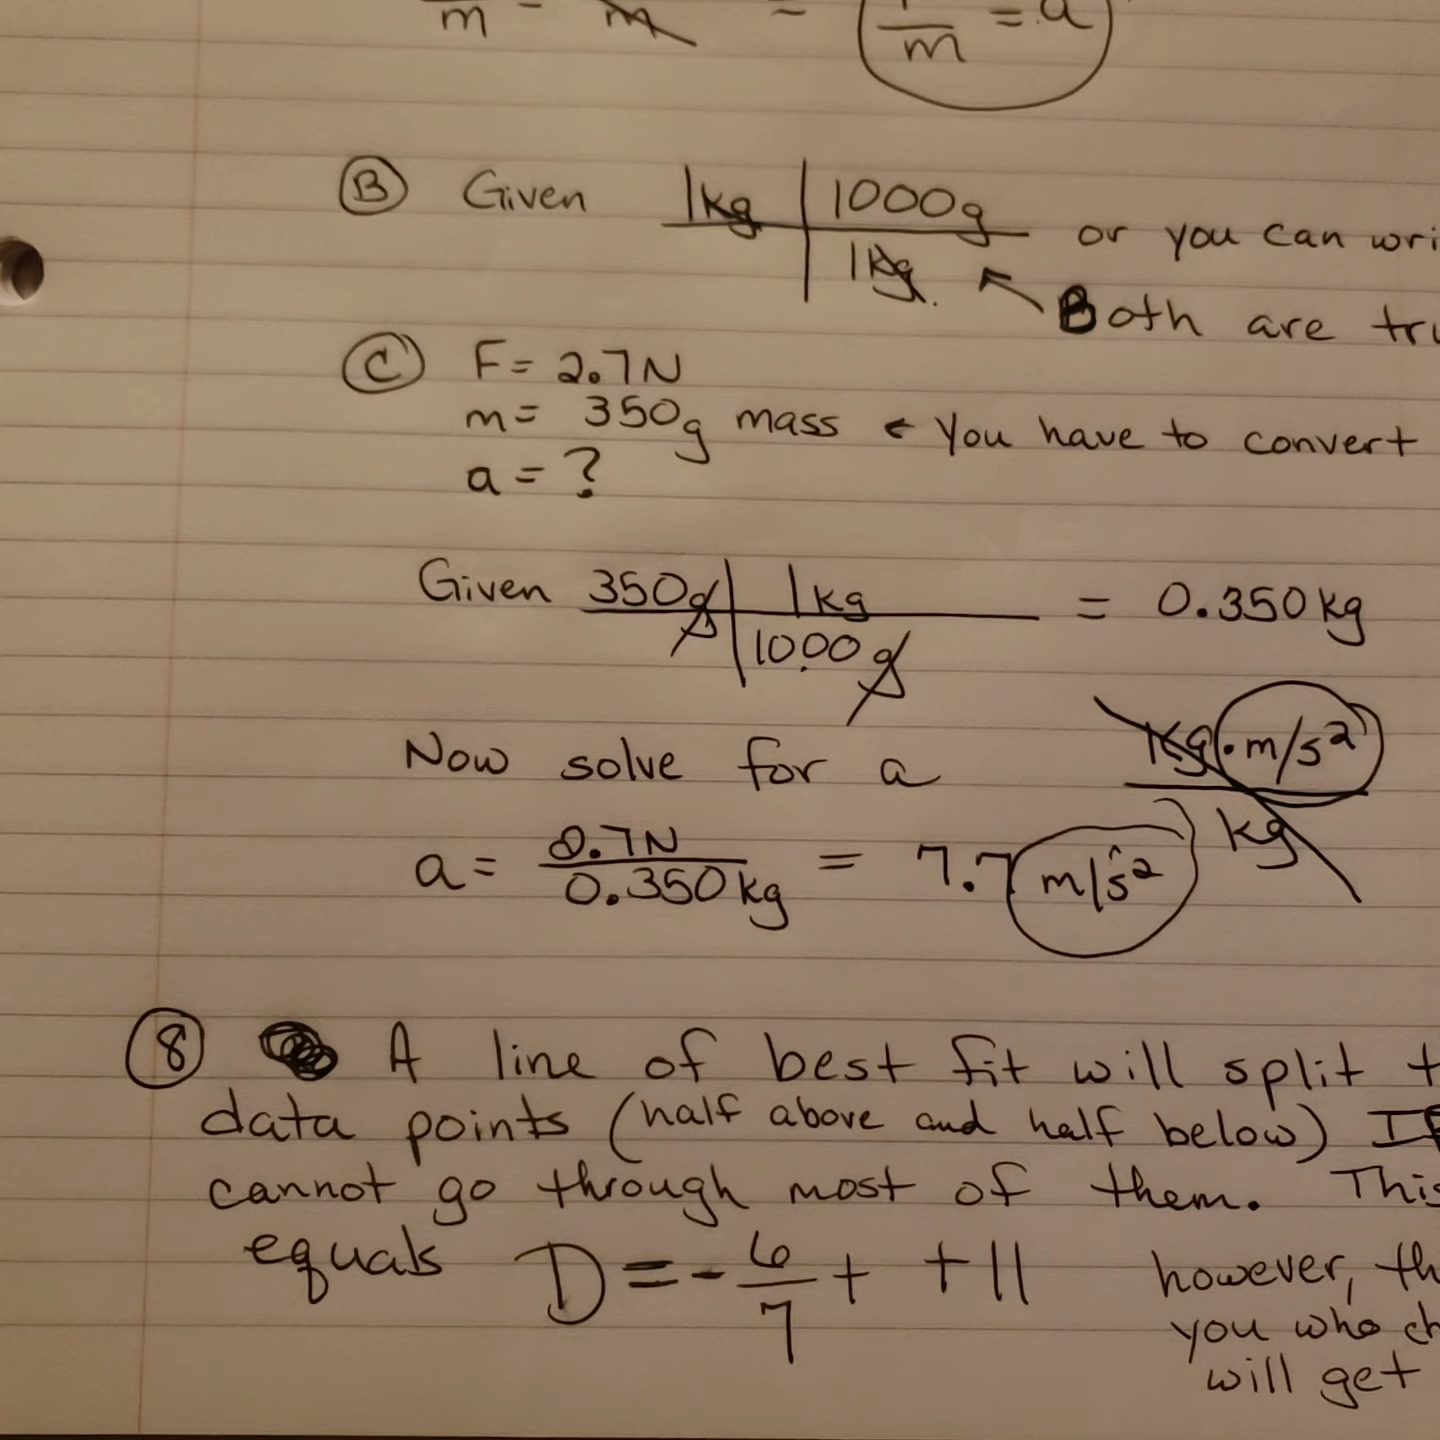 m = m = m = a
B Given 1kg | 1000g or you can
1kg Both are
C F = 2.7N
m = 350g mass ← You have to convert
a = ?
Given 350g | 1kg = 0.350kg
1000g
kg·m/s²
Now solve for a
kg
a = 2.7N = 7.7 m/s²
0.350kg
8 A line of best fit will split
data points (half above and half below) If
cannot go through most of them. This
equals D = -6/7 t + 11 however,
you who
will get